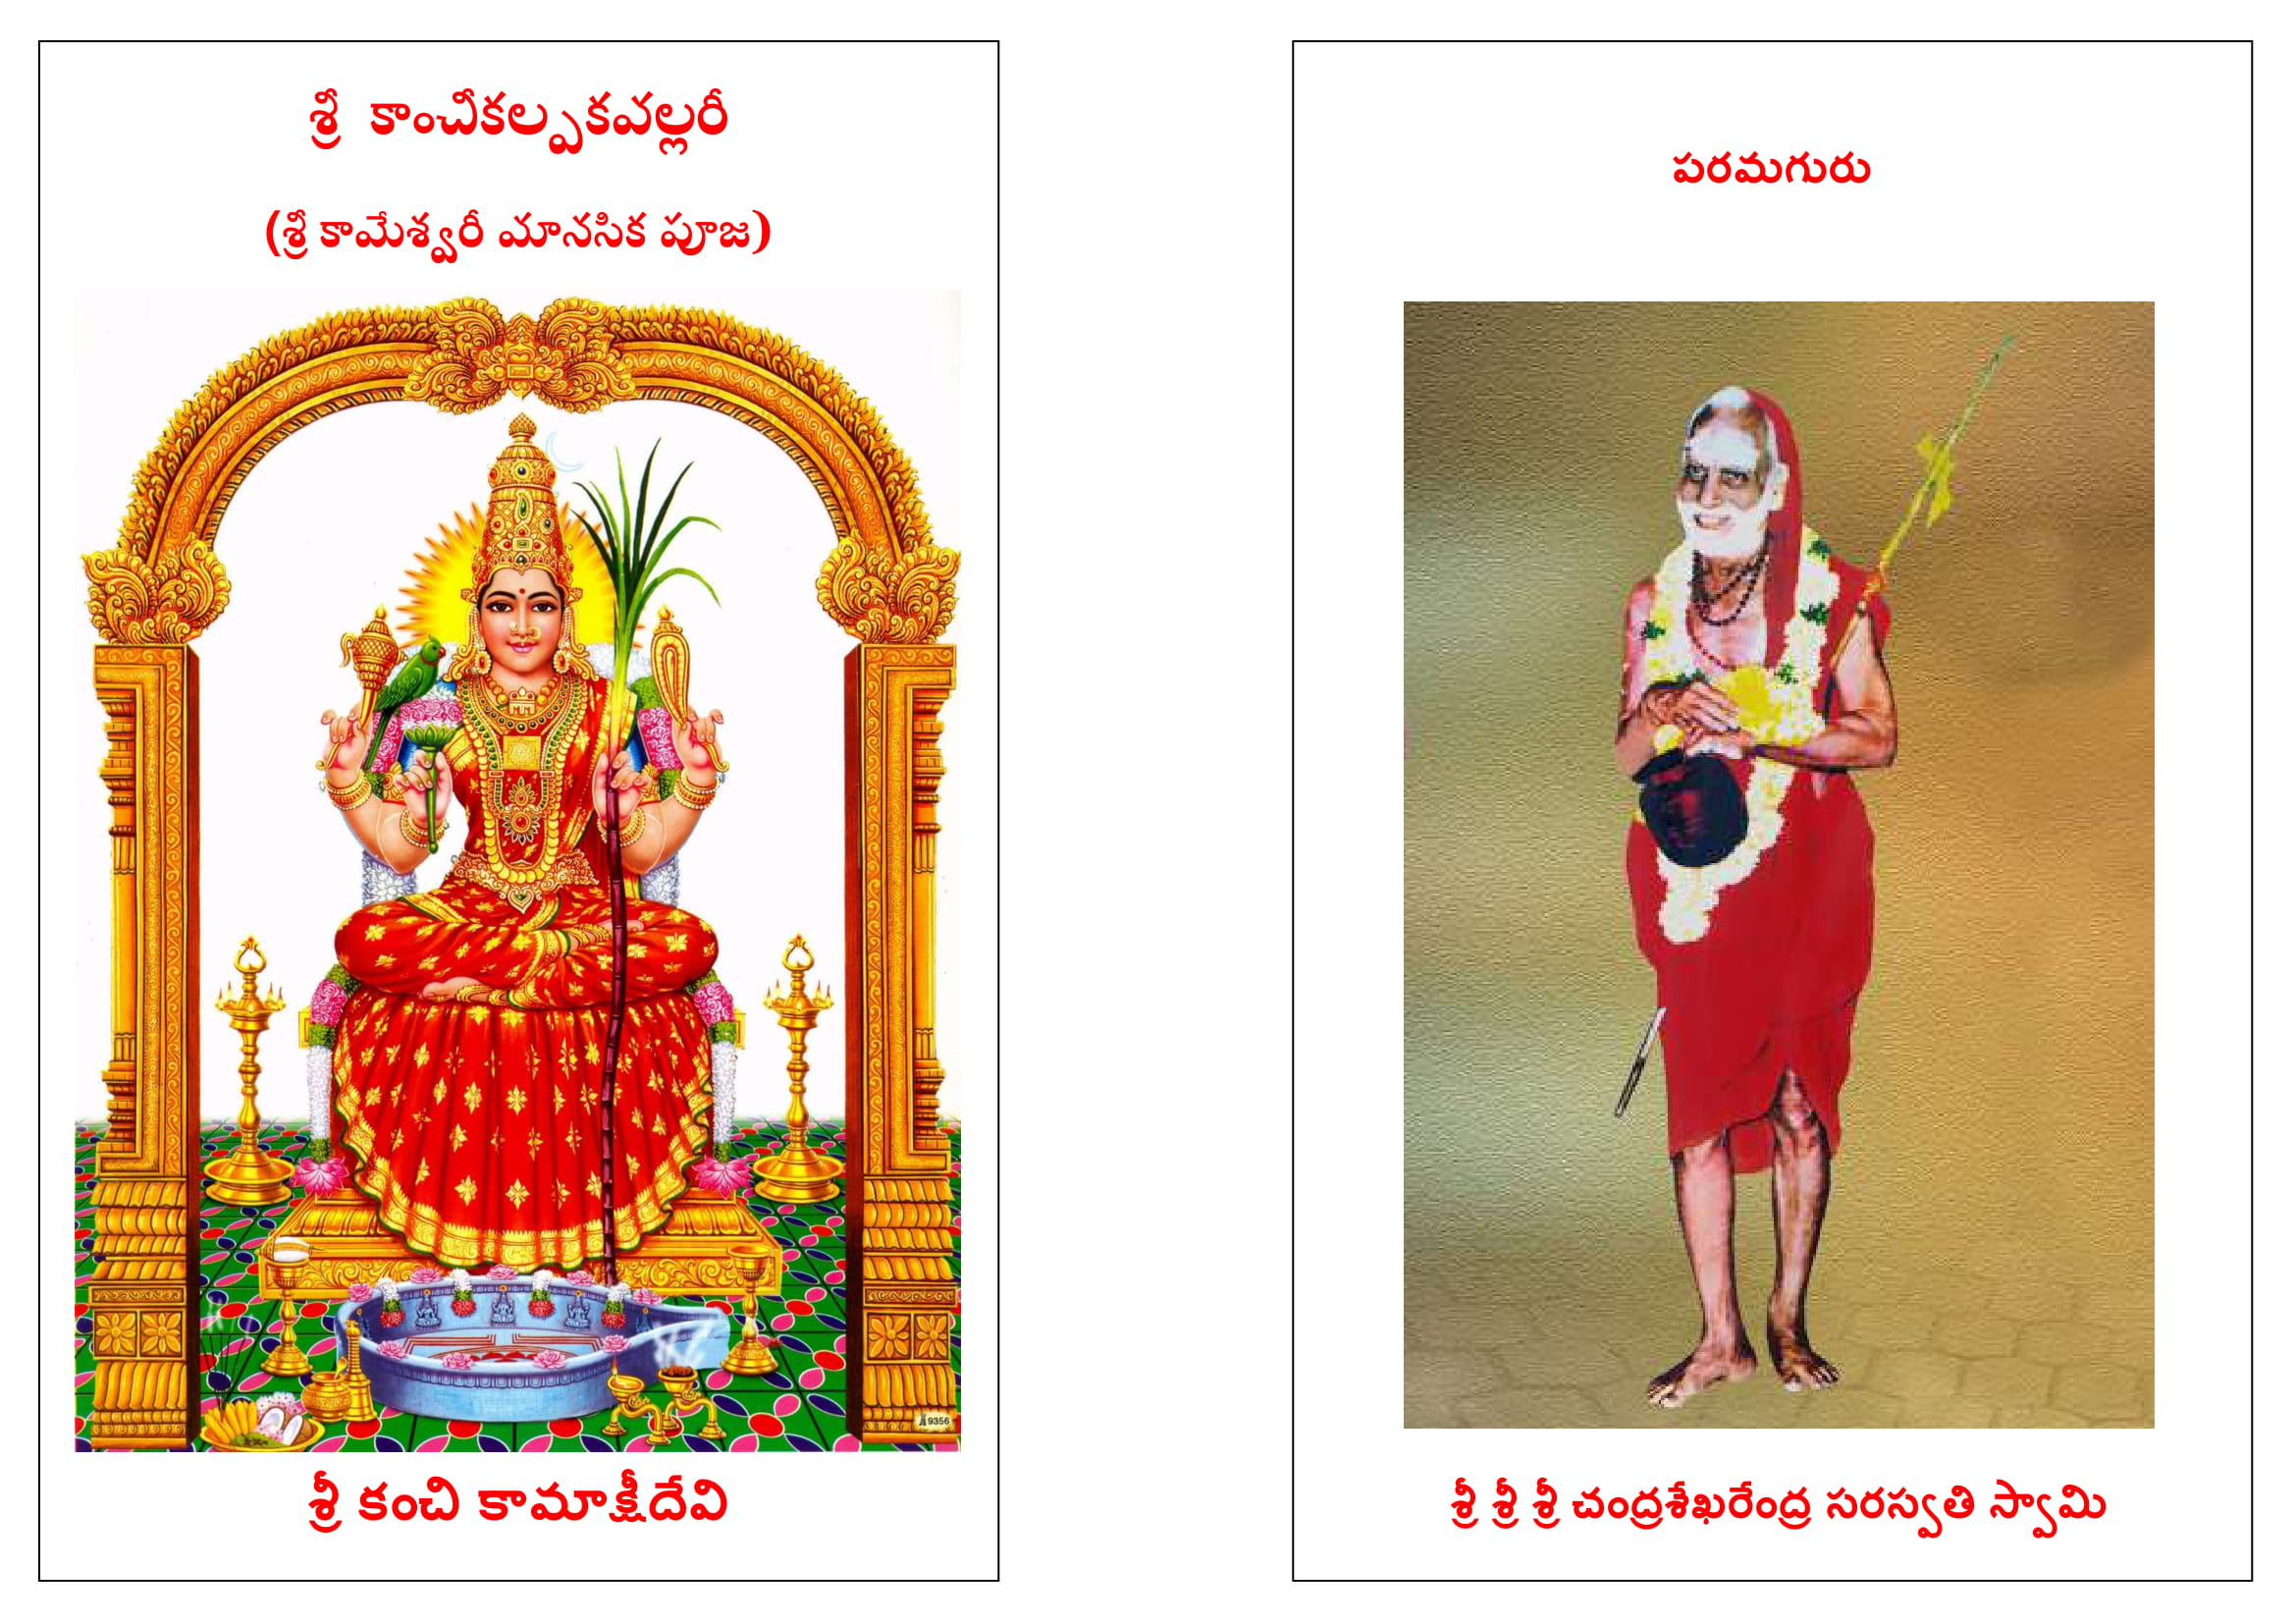 శ్రీ కాంచీకల్పకవల్లరీ
(శ్రీ కామేశ్వరీ మానసిక పూజ)
9356
శ్రీ కంచి కామాక్షీదేవి
పరమగురు
శ్రీ శ్రీ శ్రీ చంద్రశేఖరేంద్ర సరస్వతి స్వామి